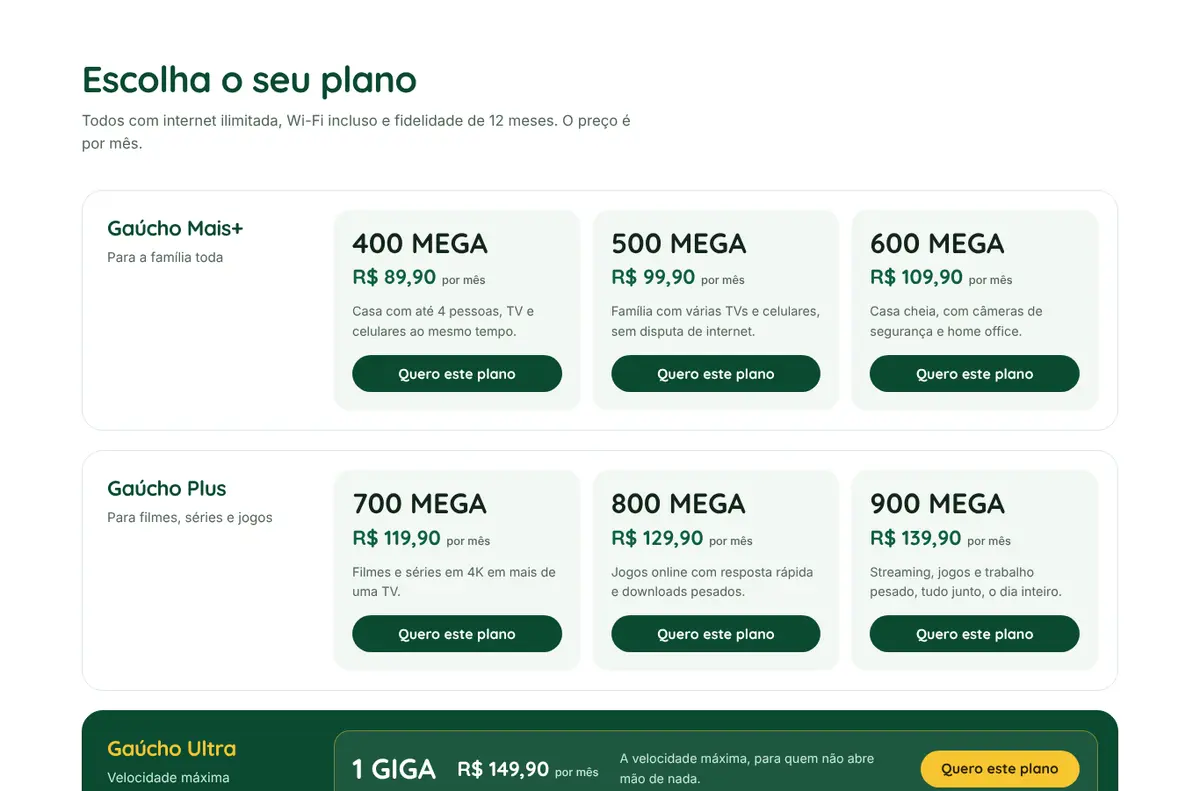 Escolha o seu plano
Todos com internet ilimitada, Wi-Fi incluso e fidelidade de 12 meses. O preço é
por mês.
Gaúcho Mais+
Para a família toda
400 MEGA
R$ 89,90 por mês
Casa com até 4 pessoas, TV e
celulares ao mesmo tempo.
Quero este plano
500 MEGA
R$ 99,90 por mês
Família com várias TVs e celulares,
sem disputa de internet.
Quero este plano
600 MEGA
R$ 109,90 por mês
Casa cheia, com câmeras de
segurança e home office.
Quero este plano
Gaúcho Plus
Para filmes, séries e jogos
700 MEGA
R$ 119,90 por mês
Filmes e séries em 4K em mais de
uma TV.
Quero este plano
800 MEGA
R$ 129,90 por mês
Jogos online com resposta rápida
e downloads pesados.
Quero este plano
900 MEGA
R$ 139,90 por mês
Streaming, jogos e trabalho
pesado, tudo junto, o dia inteiro.
Quero este plano
Gaúcho Ultra
Velocidade máxima
1 GIGA
R$ 149,90 por mês
A velocidade máxima, para quem não abre
mão de nada.
Quero este plano